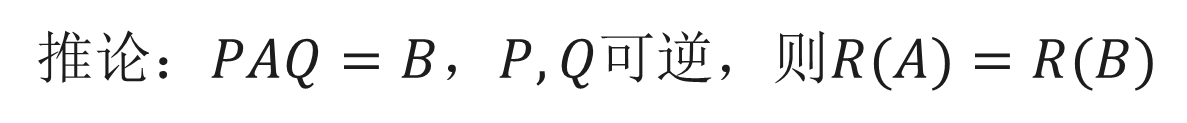 推论：PAQ = B，P,Q可逆，则R(A) = R(B)